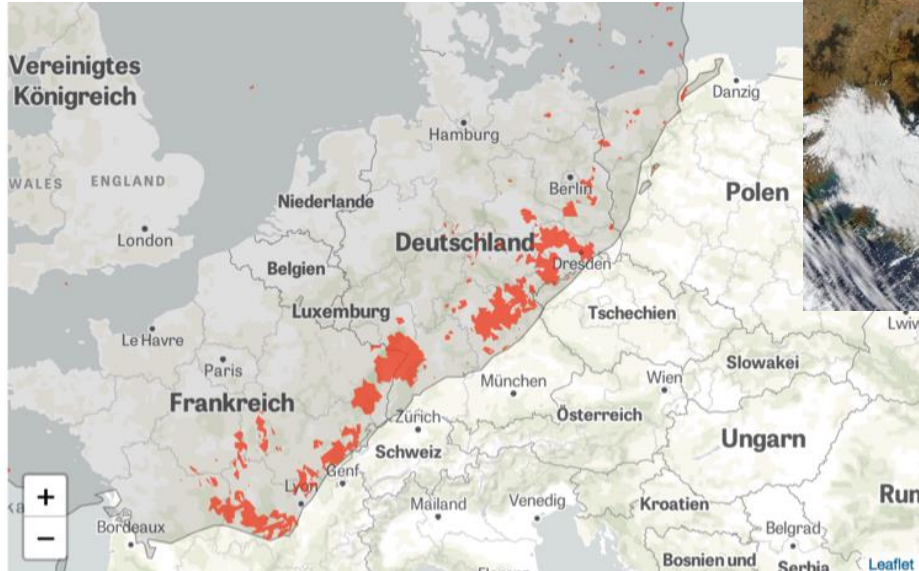 Vereinigtes
Königreich
WALES
ENGLAND
London
Hamburg
Danzig
Niederlande
Berlin
Polen
Deutschland
Belgien
Dresden
Luxemburg
Tschechien
Le Havre
Paris
Lwiv
Slowakei
München
Wien
Frankreich
Zürich
Österreich
Ungarn
Schweiz
Genf
Lyon
+
−
Bordeaux
Mailand
Venedig
Kroatien
Belgrad
Bosnien und
Serbia
Leaflet